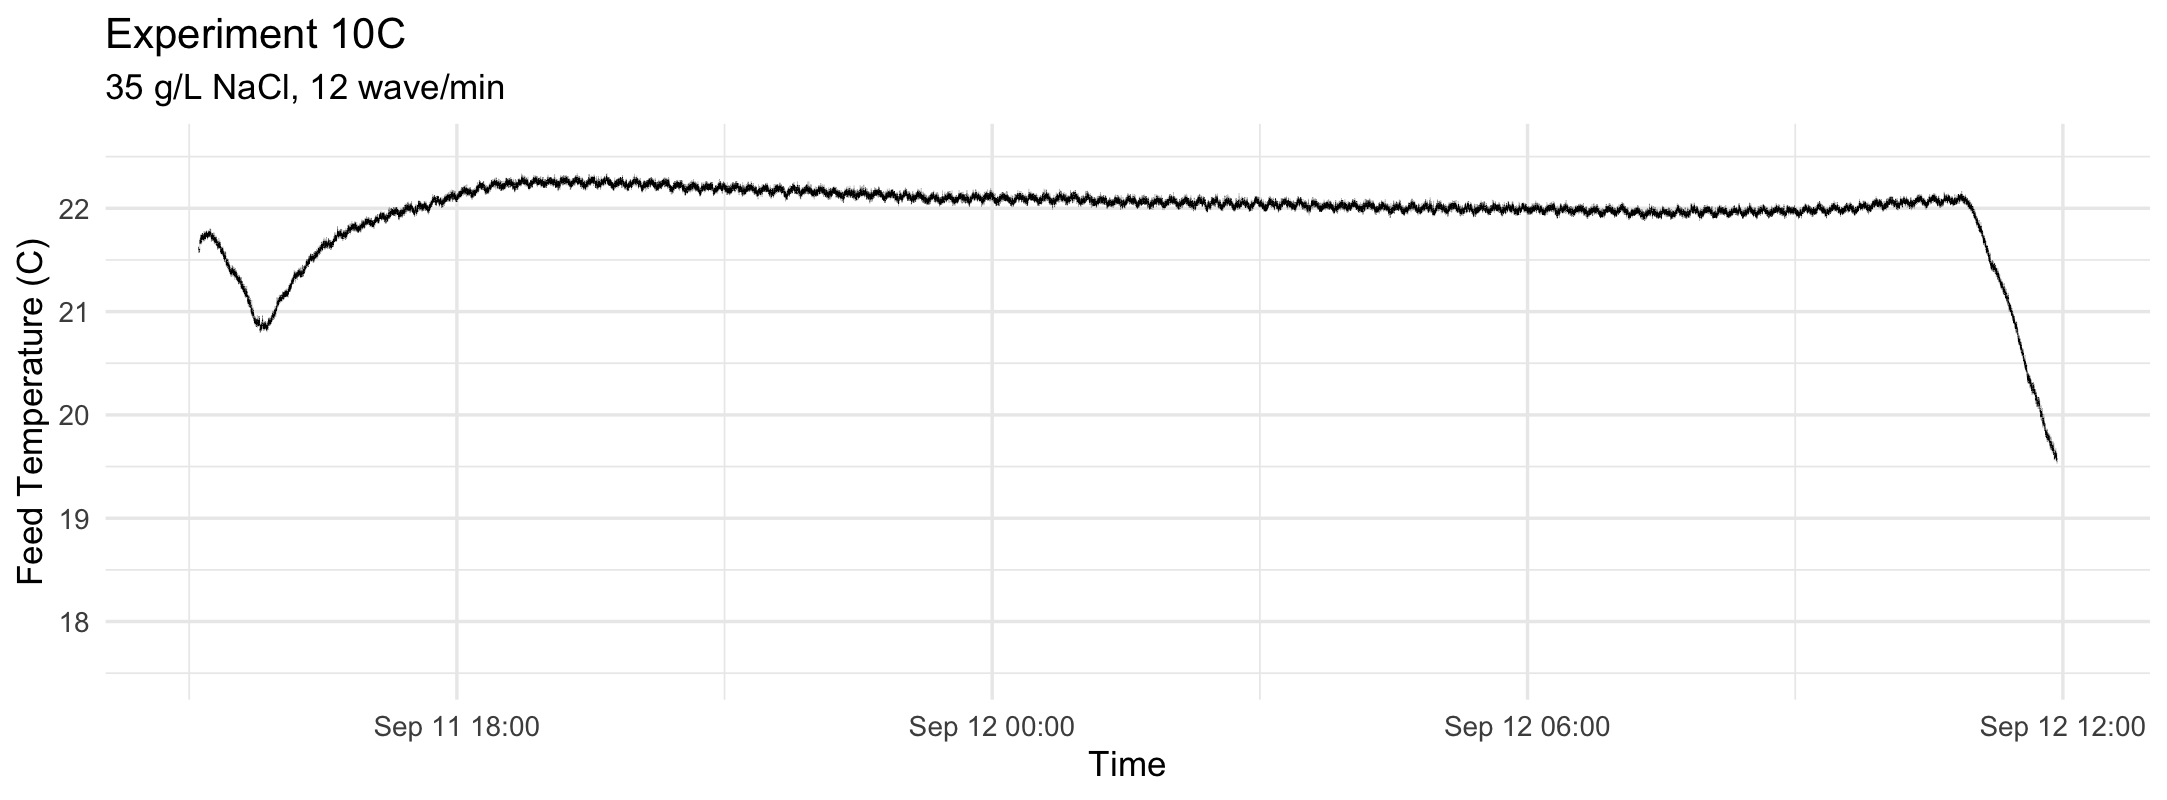 Experiment 10C
35 g/L NaCl, 12 wave/min
Feed Temperature (C)
22
21
20
19
18
Sep 11 18:00
Sep 12 00:00
Sep 12 06:00
Sep 12 12:00
Time